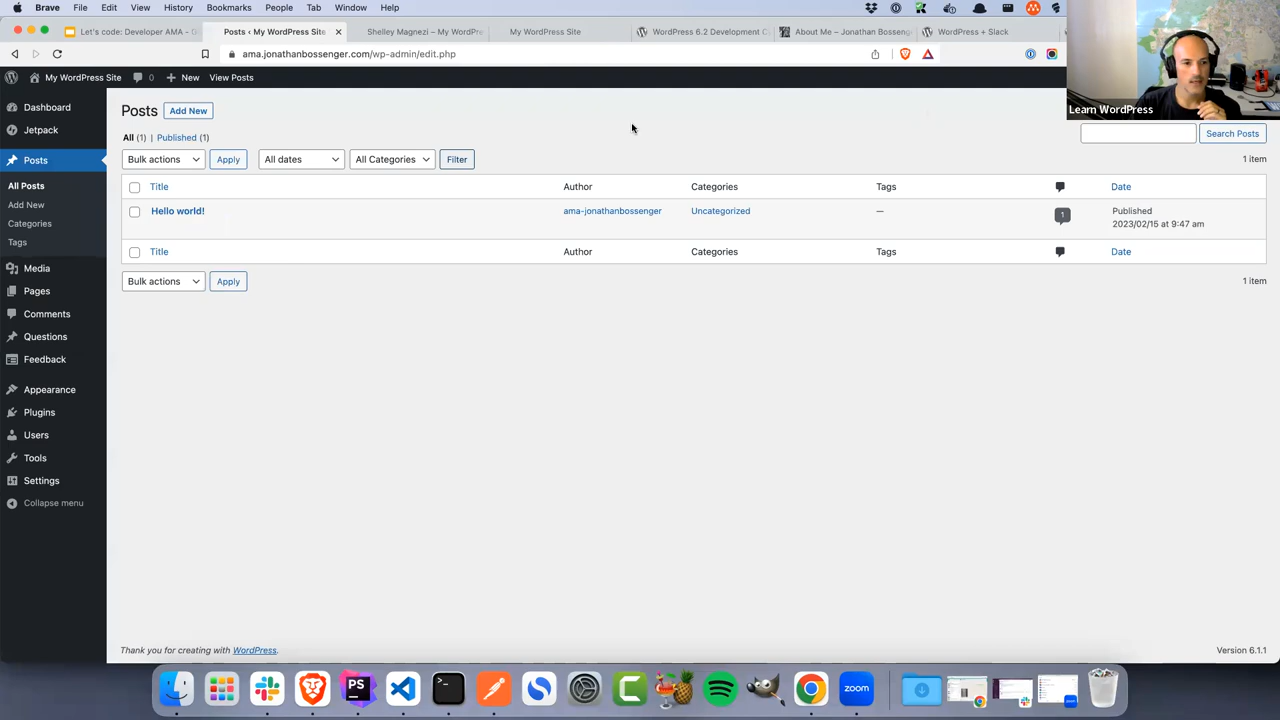 Brave File Edit View History Bookmarks People Tab Window Help
Let's code: Developer AMA - 
Posts ‹ My WordPress Site
Shelley Magnezi – My WordPre
My WordPress Site
WordPress 6.2 Development C
About Me – Jonathan Bosseng
WordPress + Slack
ama.jonathanbossenger.com/wp-admin/edit.php
My WordPress Site 0 New View Posts
Learn WordPress
Dashboard
Jetpack
Posts
All Posts
Add New
Categories
Tags
Media
Pages
Comments
Questions
Feedback
Appearance
Plugins
Users
Tools
Settings
Collapse menu
Posts Add New
All (1) | Published (1)
Search Posts
Bulk actions Apply All dates All Categories Filter
1 item
Title Author Categories Tags Date
Hello world! ama-jonathanbossenger Uncategorized — 1 Published
2023/02/15 at 9:47 am
Title Author Categories Tags Date
Bulk actions Apply
1 item
Thank you for creating with WordPress.
Version 6.1.1
PS
zoom